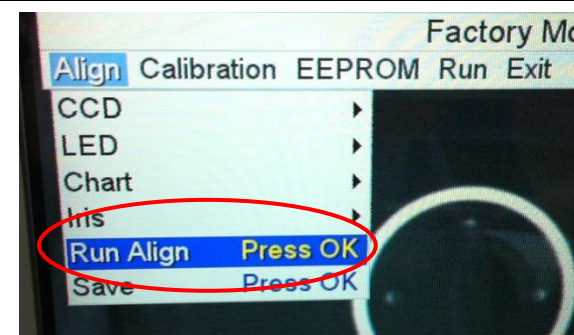 Factory Mo
Align Calibration EEPROM Run Exit
CCD
LED
Chart
Iris
Run Align Press OK
Save Press OK